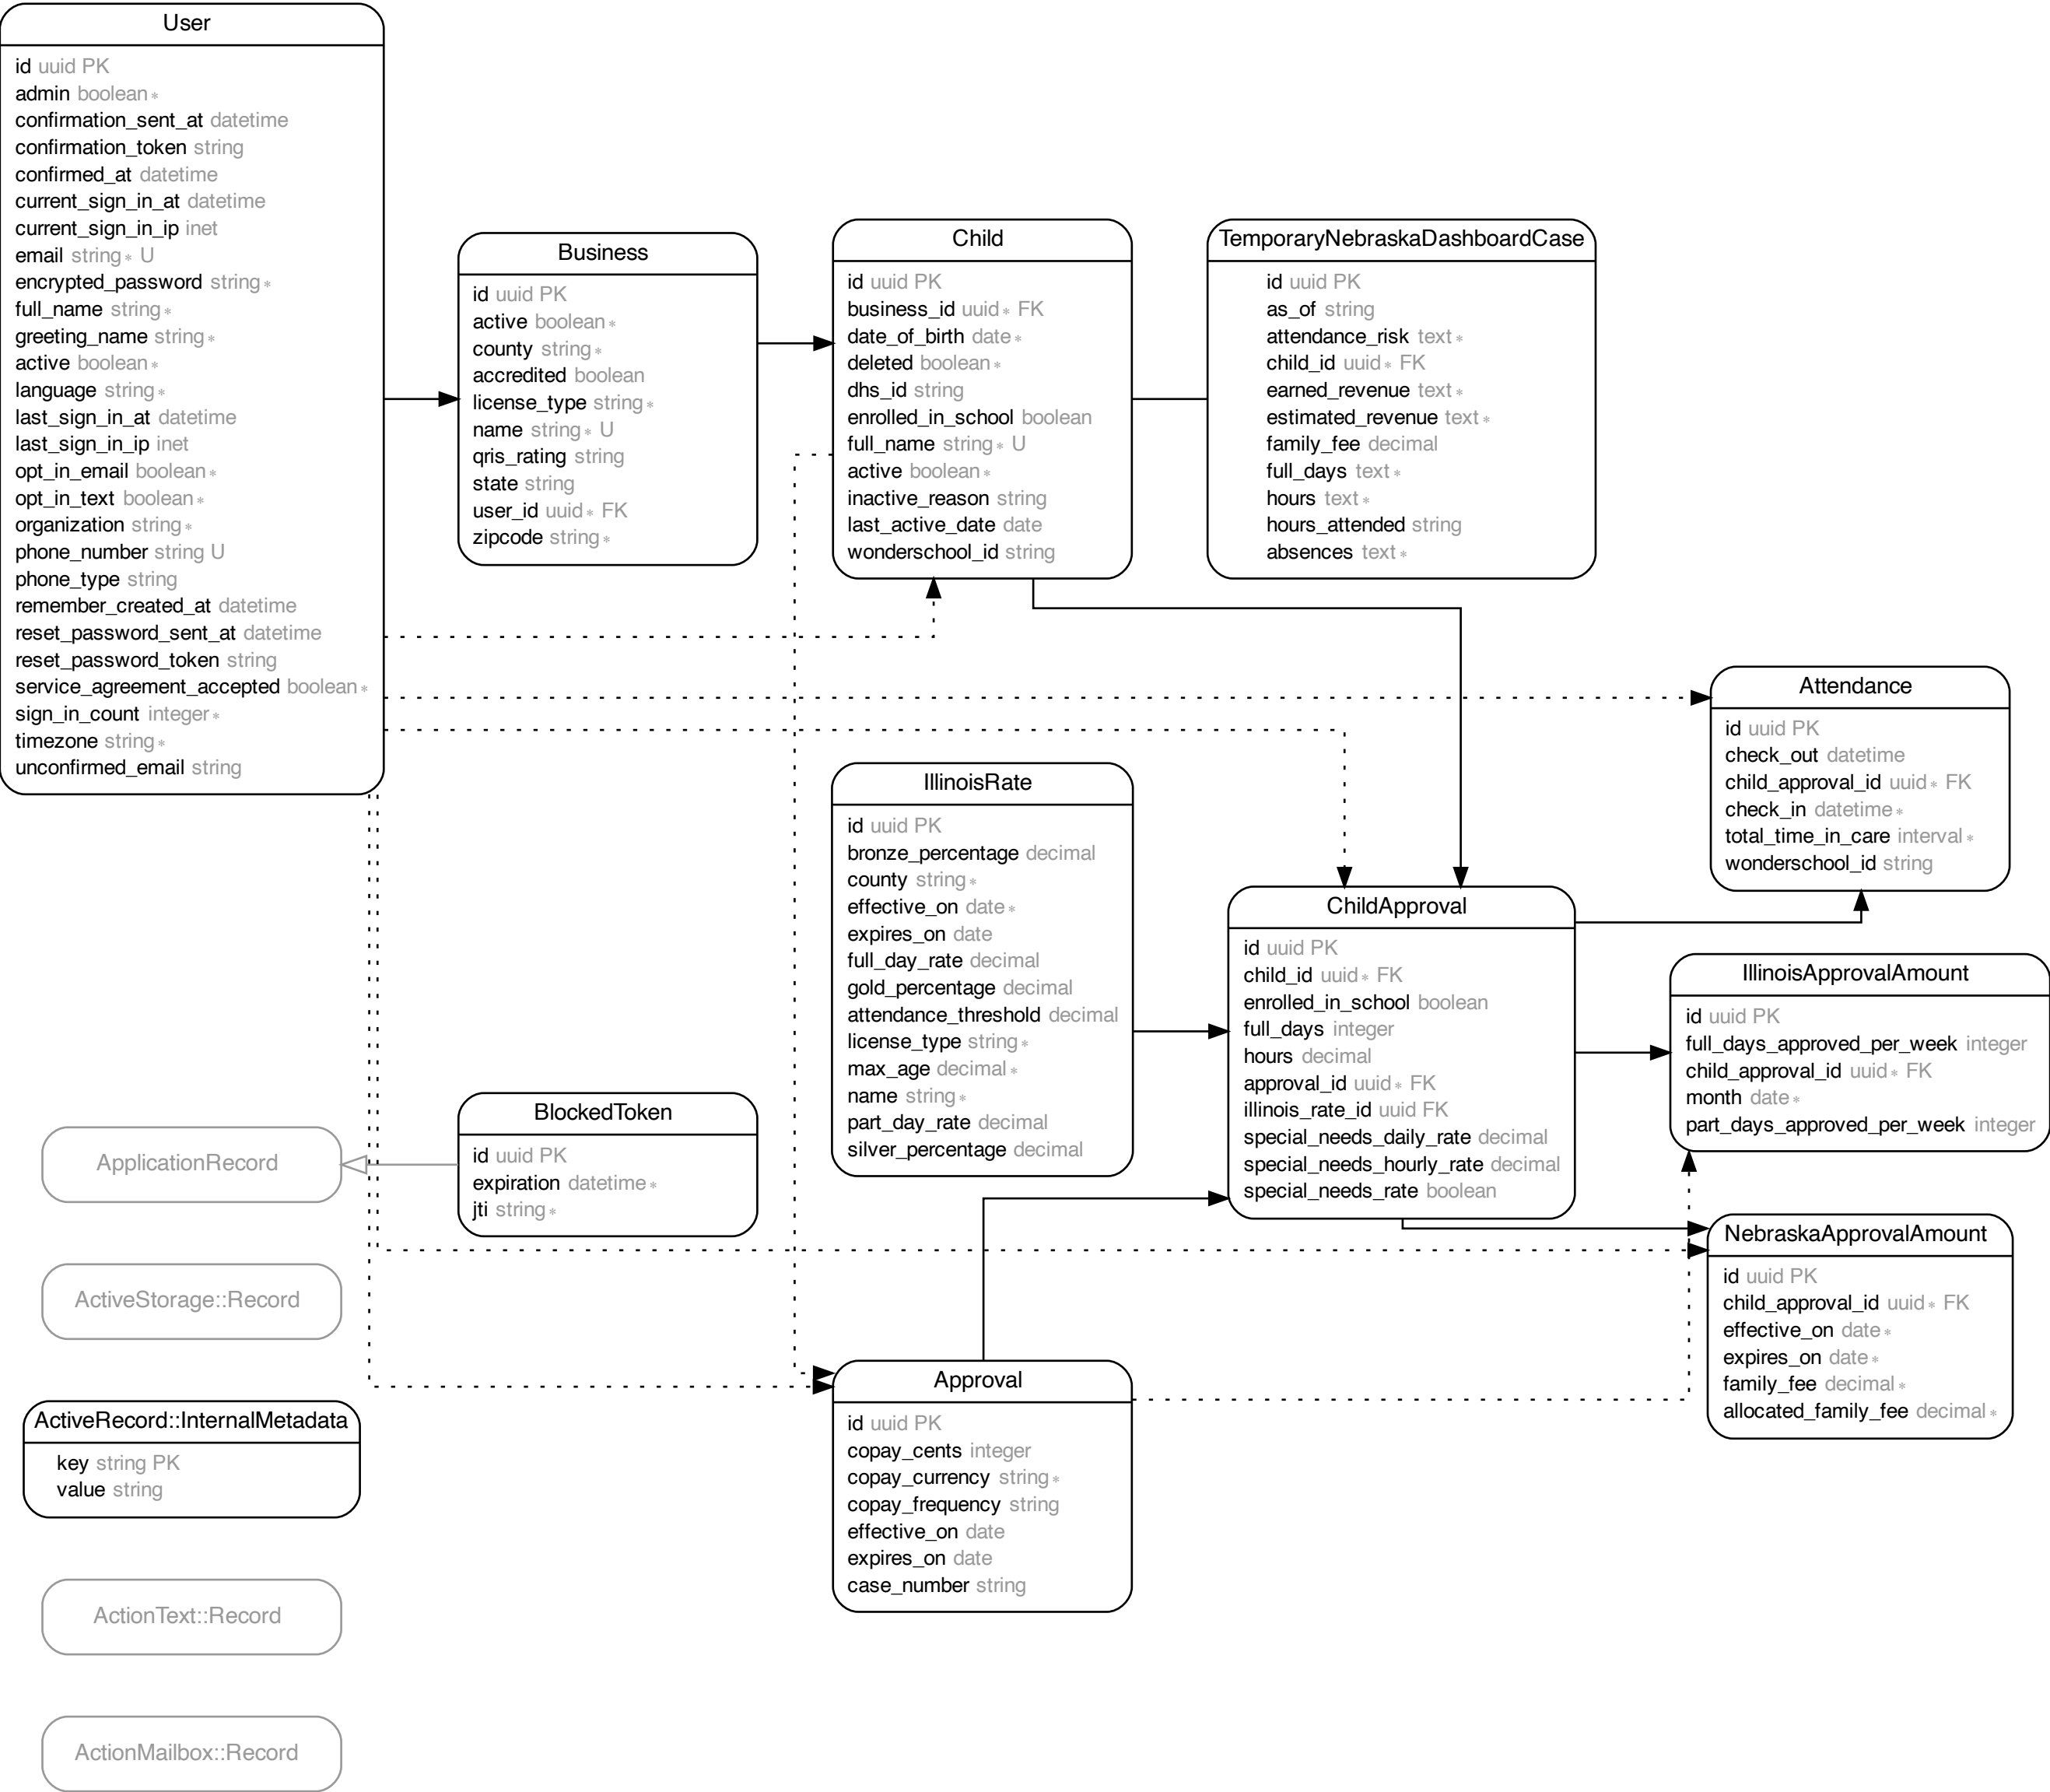 User
id uuid PK
admin boolean ∗
confirmation_sent_at datetime
confirmation_token string
confirmed_at datetime
current_sign_in_at datetime
current_sign_in_ip inet
email string ∗ U
encrypted_password string ∗
full_name string ∗
greeting_name string ∗
active boolean ∗
language string ∗
last_sign_in_at datetime
last_sign_in_ip inet
opt_in_email boolean ∗
opt_in_text boolean ∗
organization string ∗
phone_number string U
phone_type string
remember_created_at datetime
reset_password_sent_at datetime
reset_password_token string
service_agreement_accepted boolean ∗
sign_in_count integer ∗
timezone string ∗
unconfirmed_email string
Business
id uuid PK
active boolean ∗
county string ∗
accredited boolean
license_type string ∗
name string ∗ U
qris_rating string
state string
user_id uuid ∗ FK
zipcode string ∗
Child
id uuid PK
business_id uuid ∗ FK
date_of_birth date ∗
deleted boolean ∗
dhs_id string
enrolled_in_school boolean
full_name string ∗ U
active boolean ∗
inactive_reason string
last_active_date date
wonderschool_id string
TemporaryNebraskaDashboardCase
id uuid PK
as_of string
attendance_risk text ∗
child_id uuid ∗ FK
earned_revenue text ∗
estimated_revenue text ∗
family_fee decimal
full_days text ∗
hours text ∗
hours_attended string
absences text ∗
Attendance
id uuid PK
check_out datetime
child_approval_id uuid ∗ FK
check_in datetime ∗
total_time_in_care interval ∗
wonderschool_id string
IllinoisRate
id uuid PK
bronze_percentage decimal
county string ∗
effective_on date ∗
expires_on date
full_day_rate decimal
gold_percentage decimal
attendance_threshold decimal
license_type string ∗
max_age decimal ∗
name string ∗
part_day_rate decimal
silver_percentage decimal
ChildApproval
id uuid PK
child_id uuid ∗ FK
enrolled_in_school boolean
full_days integer
hours decimal
approval_id uuid ∗ FK
illinois_rate_id uuid FK
special_needs_daily_rate decimal
special_needs_hourly_rate decimal
special_needs_rate boolean
IllinoisApprovalAmount
id uuid PK
full_days_approved_per_week integer
child_approval_id uuid ∗ FK
month date ∗
part_days_approved_per_week integer
BlockedToken
id uuid PK
expiration datetime ∗
jti string ∗
ApplicationRecord
NebraskaApprovalAmount
id uuid PK
child_approval_id uuid ∗ FK
effective_on date ∗
expires_on date ∗
family_fee decimal ∗
allocated_family_fee decimal ∗
ActiveStorage::Record
Approval
id uuid PK
copay_cents integer
copay_currency string ∗
copay_frequency string
effective_on date
expires_on date
case_number string
ActiveRecord::InternalMetadata
key string PK
value string
ActionText::Record
ActionMailbox::Record